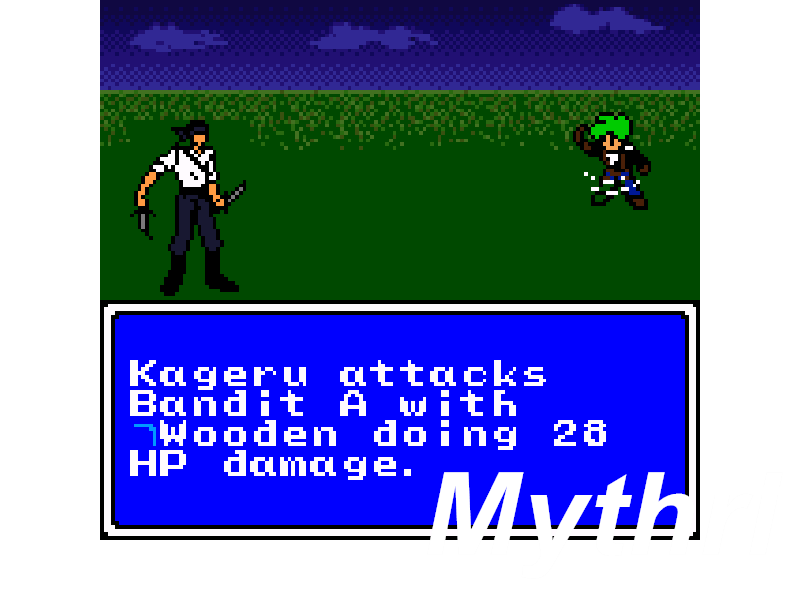 Kageru attacks
Bandit A with
Wooden doing 28
HP damage.
Myth